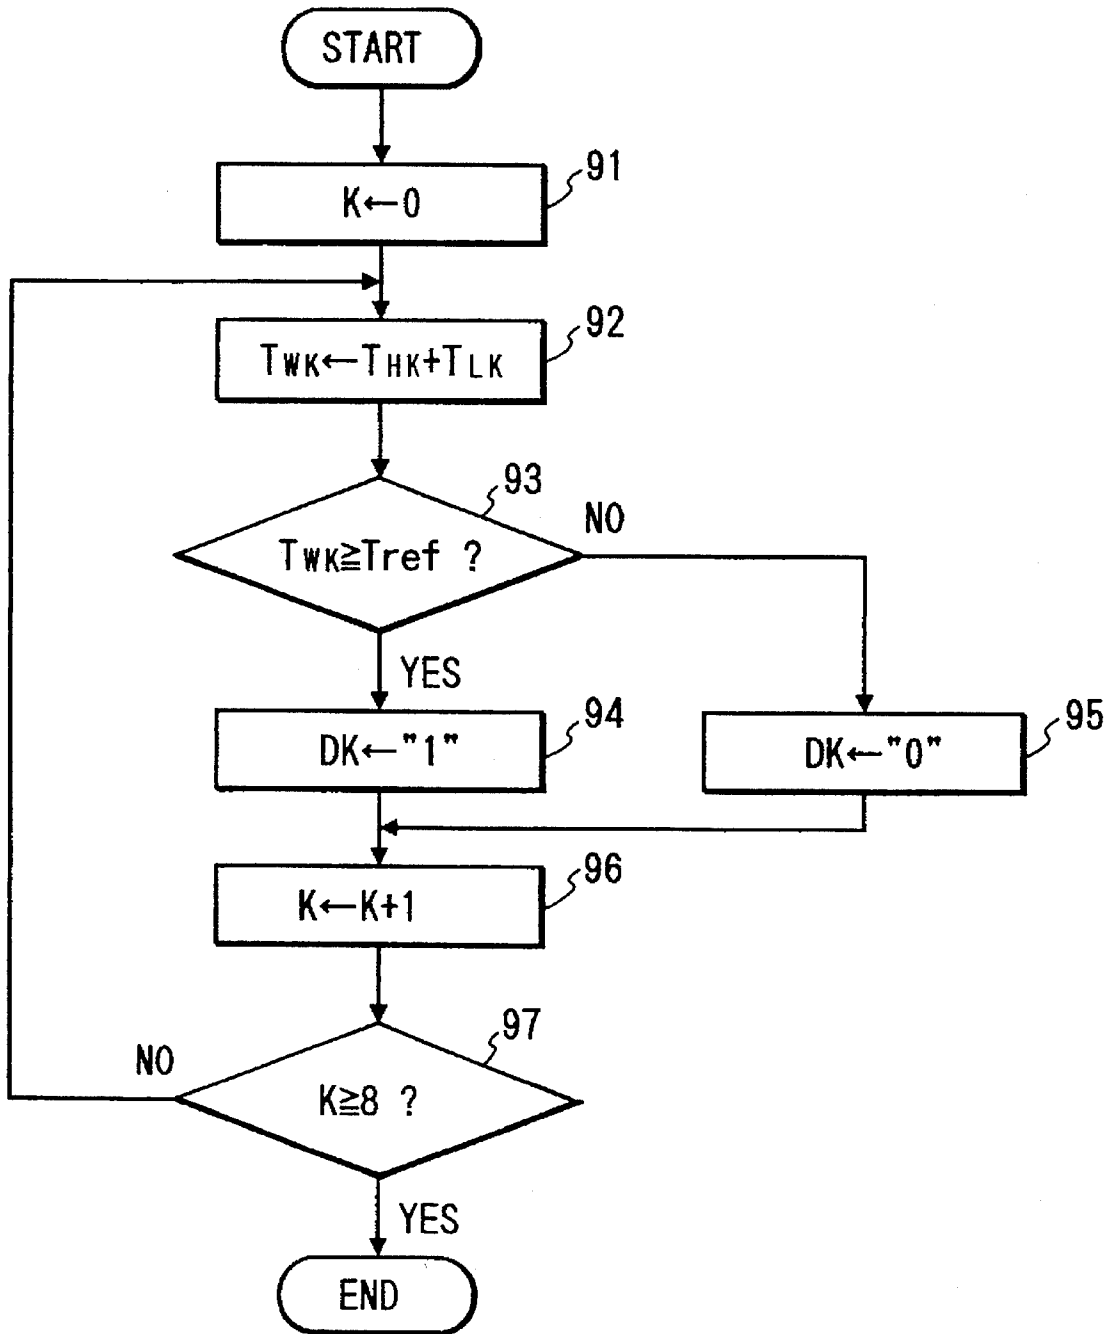 START
91
K←0
92
TWK←THK+TLK
93
NO
TWK≧Tref ?
YES
94
DK←"1"
95
DK←"0"
96
K←K+1
97
NO
K≧8 ?
YES
END